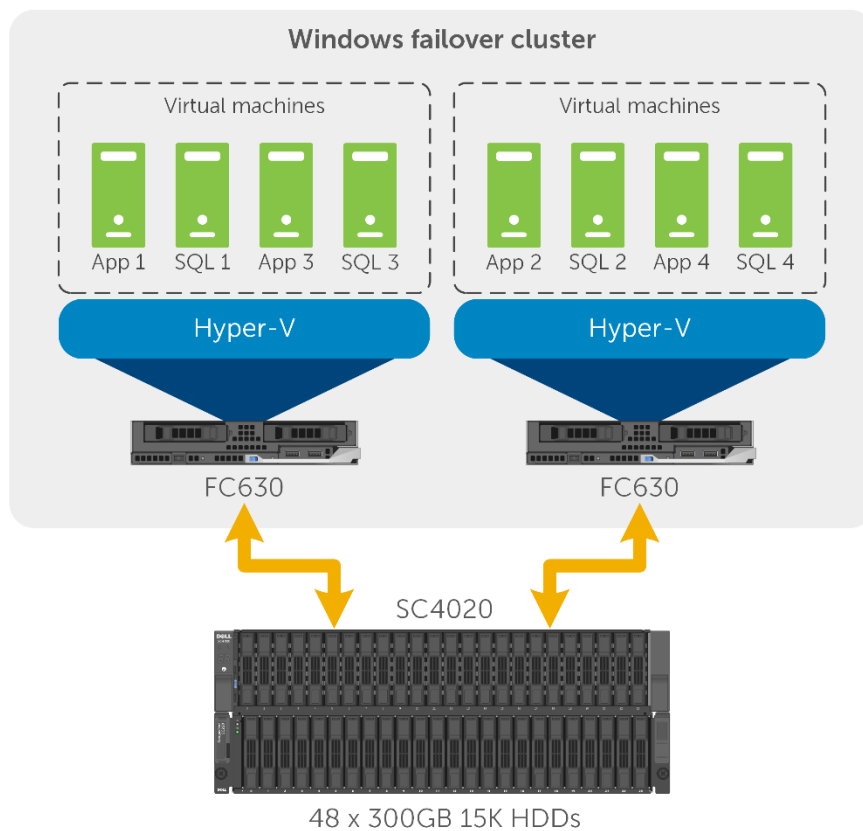 Windows failover cluster
Virtual machines
App 1 SQL 1 App 3 SQL 3
Hyper-V
FC630
Virtual machines
App 2 SQL 2 App 4 SQL 4
Hyper-V
FC630
SC4020
DELL
48 x 300GB 15K HDDs